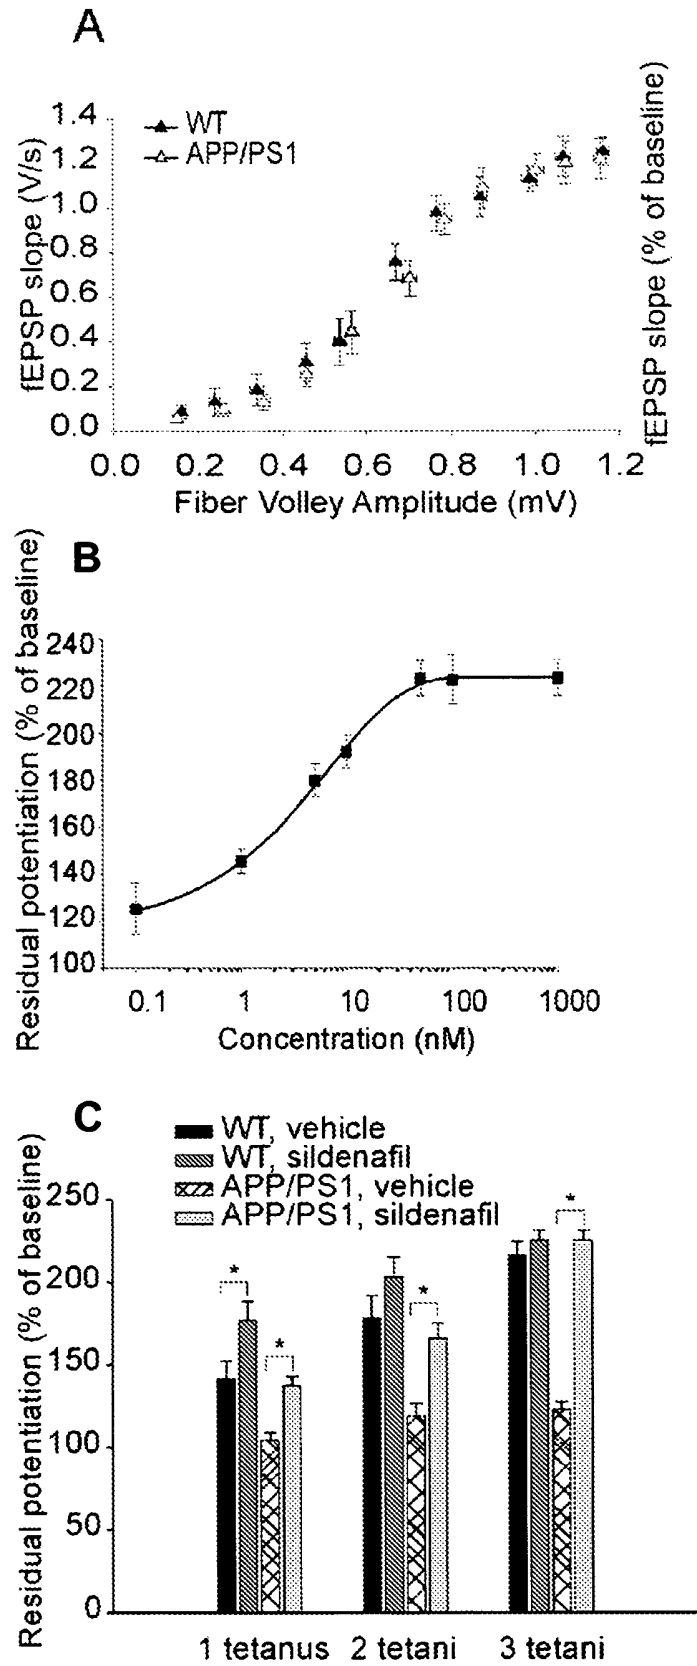 A
fEPSP slope (V/s)
1.4
1.2
1.0
0.8
0.6
0.4
0.2
0.0
WT
APP/PS1
0.0 0.2 0.4 0.6 0.8 1.0 1.2
Fiber Volley Amplitude (mV)
fEPSP slope (% of baseline)
B
Residual potentiation (% of baseline)
240
220
200
180
160
140
120
100
0.1 1 10 100 1000
Concentration (nM)
C
WT, vehicle
WT, sildenafil
APP/PS1, vehicle
APP/PS1, sildenafil
Residual potentiation (% of baseline)
250
200
150
100
50
0
* * * *
1 tetanus 2 tetani 3 tetani